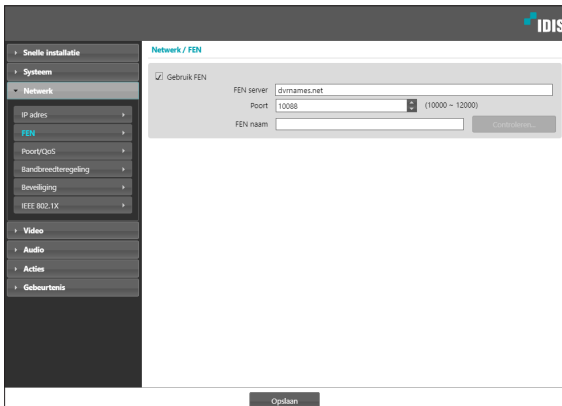 IDIS
Snelle installatie
Systeem
Netwerk
IP adres
FEN
Poort/QoS
Bandbreedteregeling
Beveiliging
IEEE 802.1X
Video
Audio
Acties
Gebeurtenis
Netwerk / FEN
Gebruik FEN
FEN server dvrnames.net
Poort 10088 (10000 ~ 12000)
FEN naam Controleren...
Opslaan